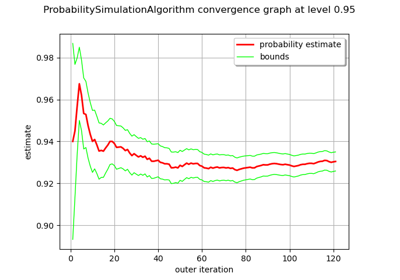 ProbabilitySimulationAlgorithm convergence graph at level 0.95
probability estimate
bounds
0.98
0.96
0.94
0.92
0.90
estimate
0
20
40
60
80
100
120
outer iteration